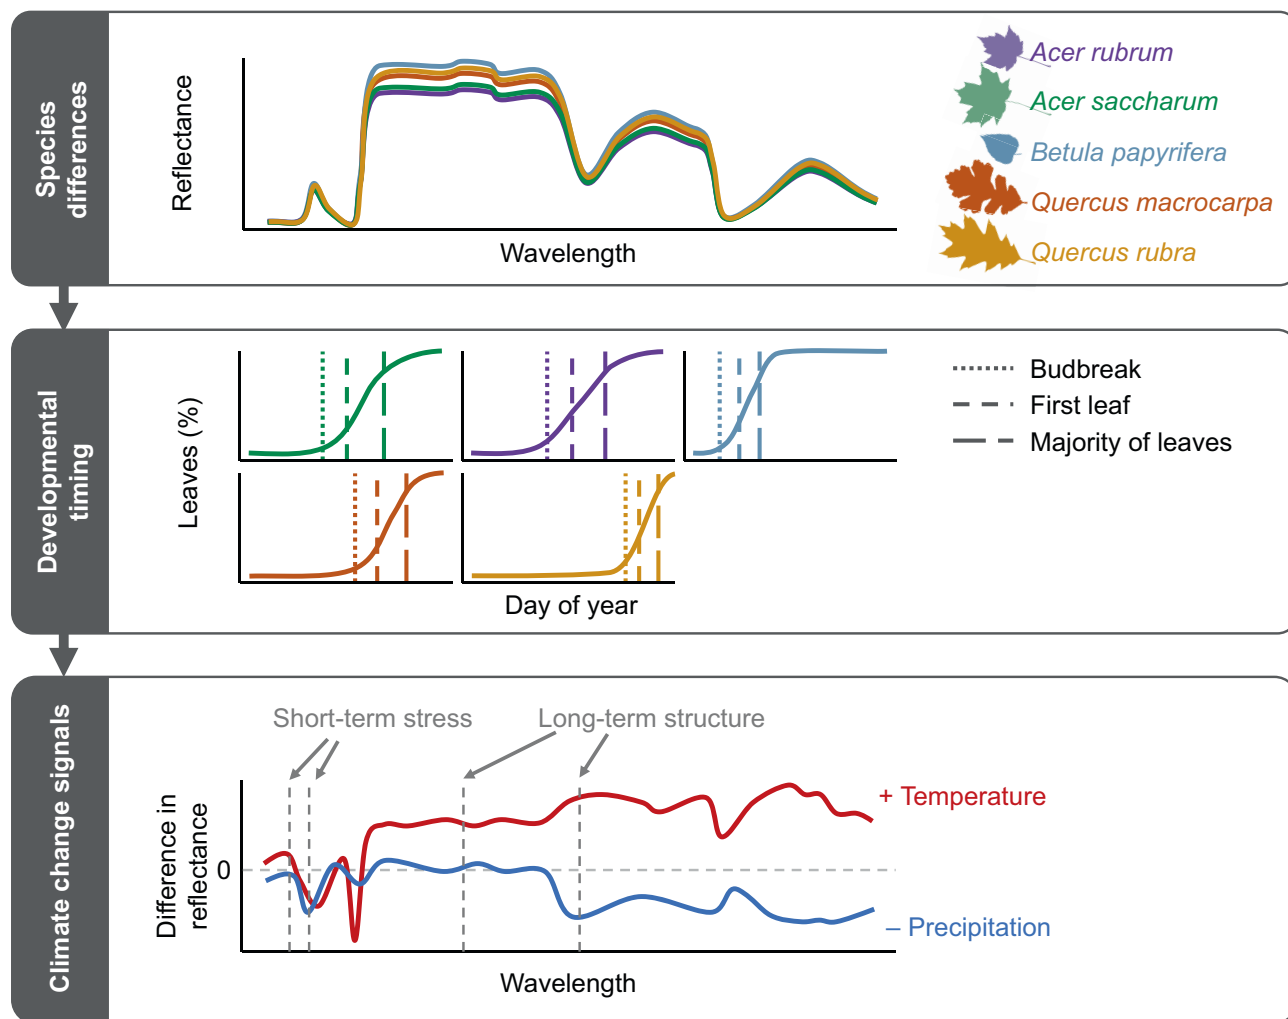 Species
differences
Reflectance
Wavelength
Acer rubrum
Acer saccharum
Betula papyrifera
Quercus macrocarpa
Quercus rubra
Developmental
timing
Leaves (%)
Day of year
Budbreak
First leaf
Majority of leaves
Climate change signals
Short-term stress
Long-term structure
Difference in
reflectance
0
+ Temperature
– Precipitation
Wavelength